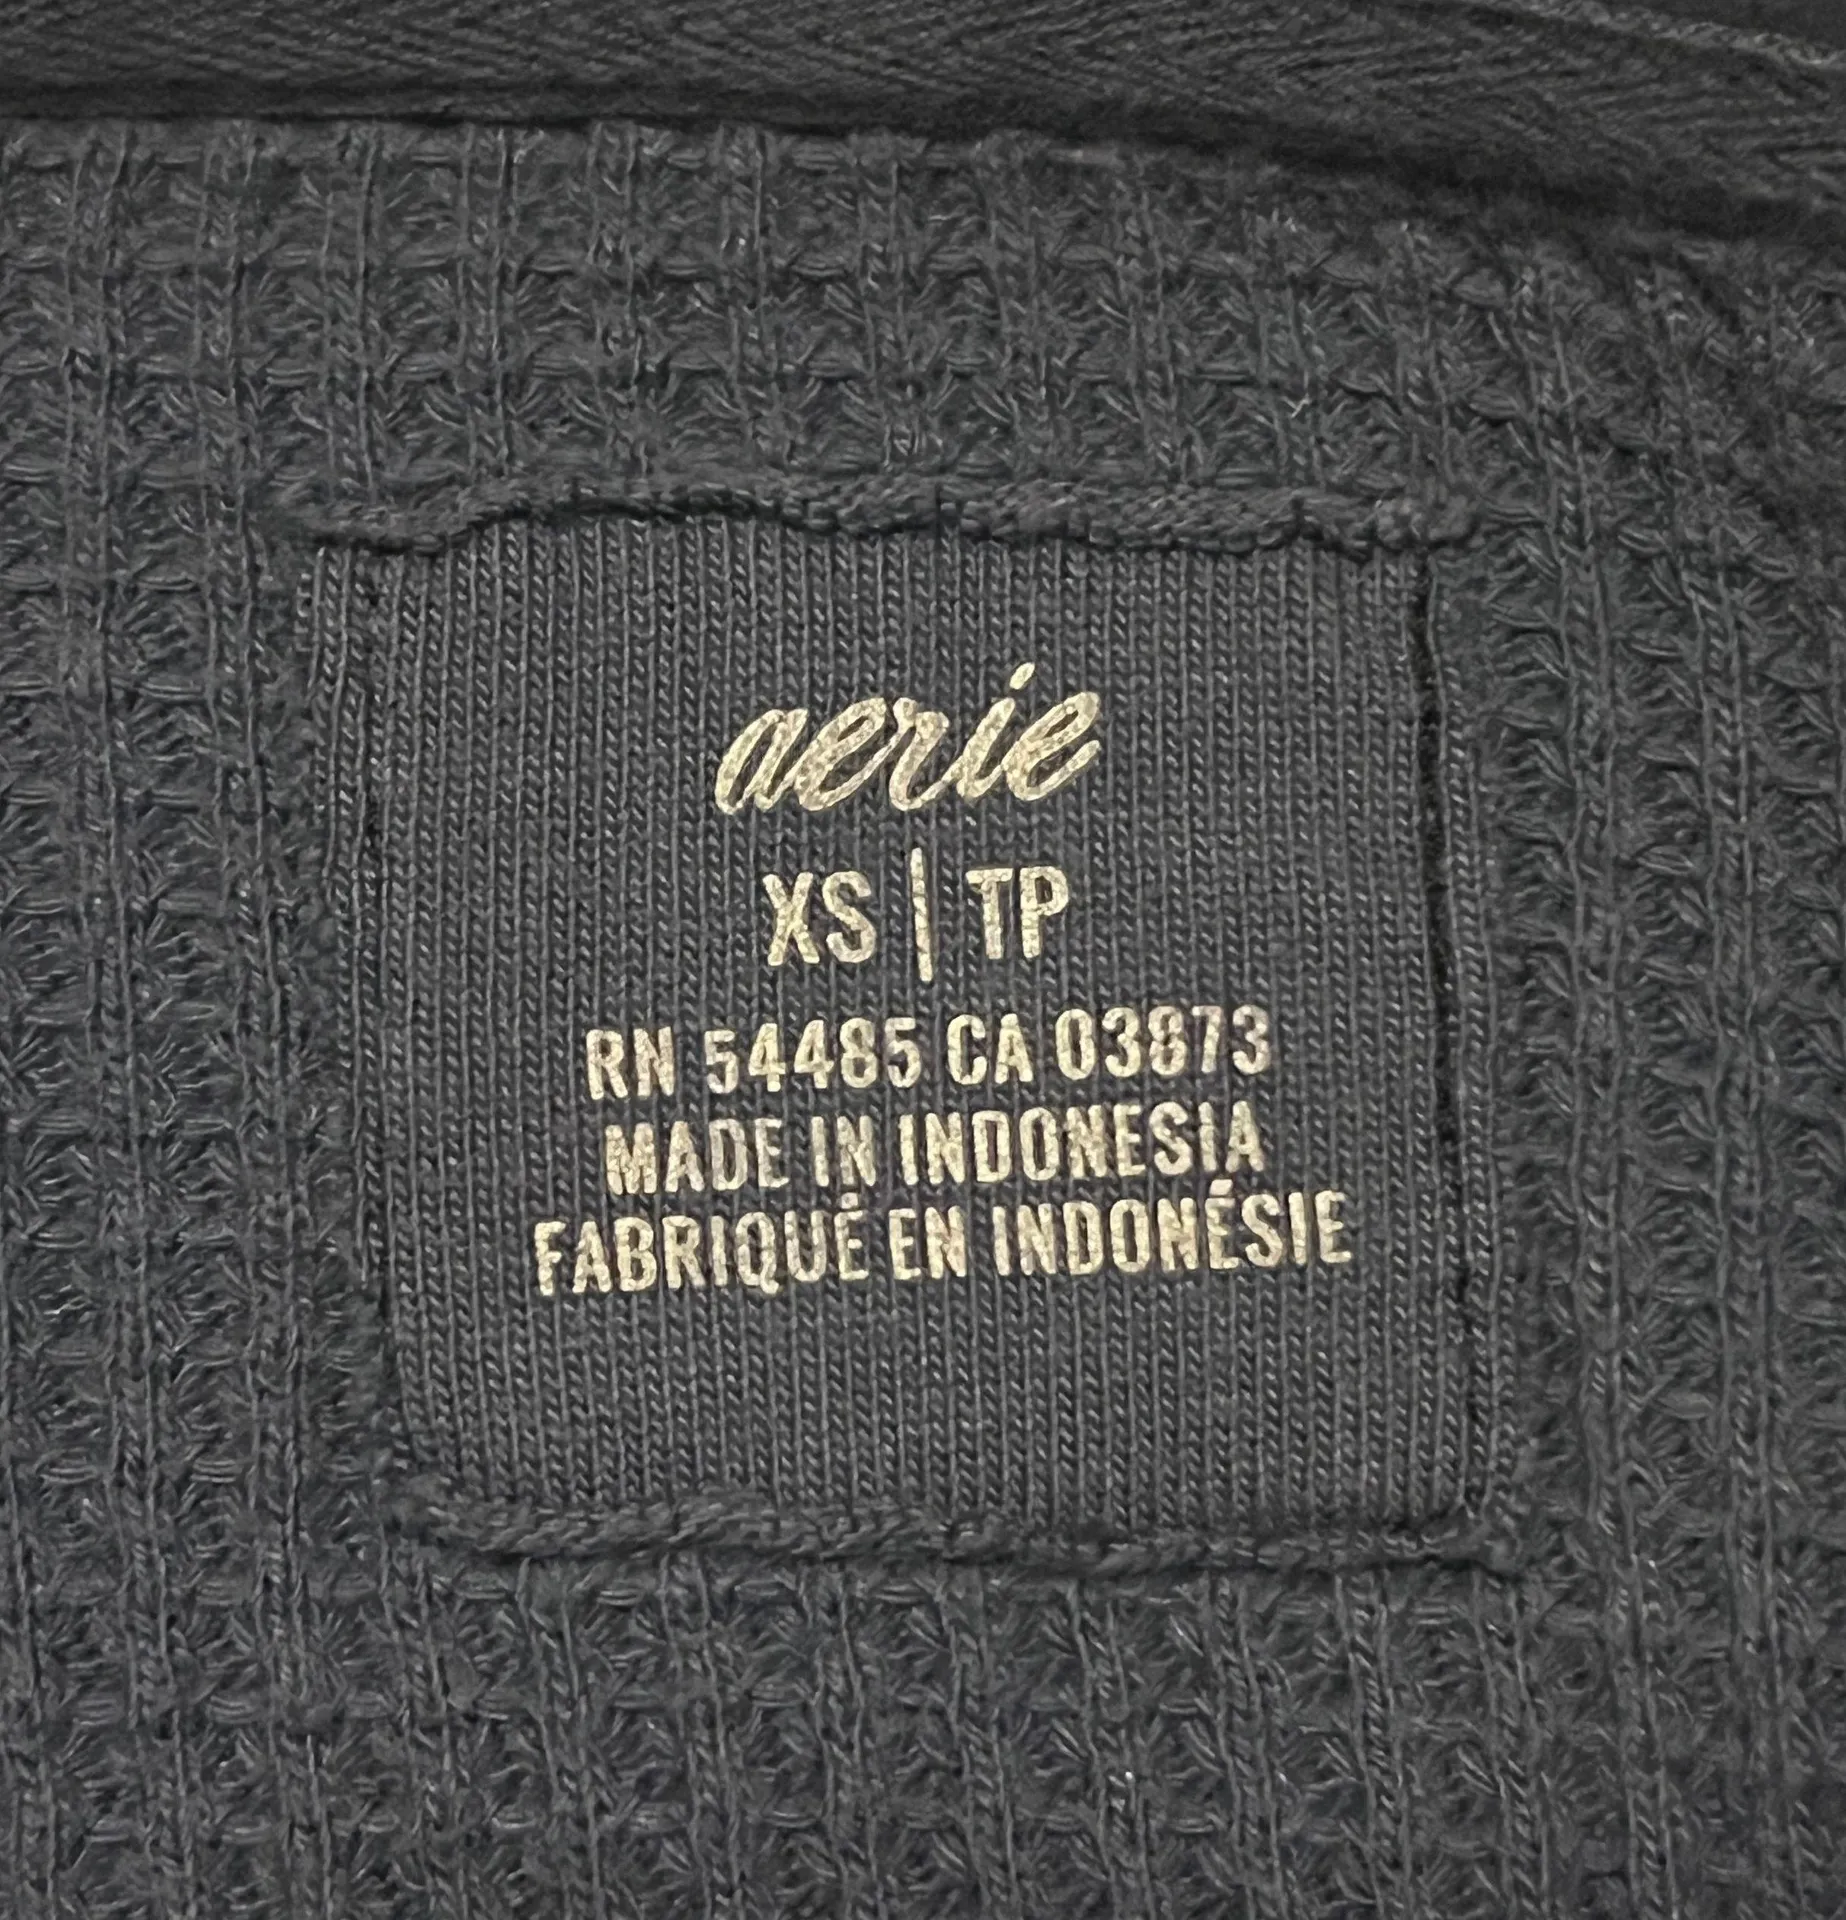 aerie
XS | TP
RN 54485 CA 03873
MADE IN INDONESIA
FABRIQUÉ EN INDONÉSIE